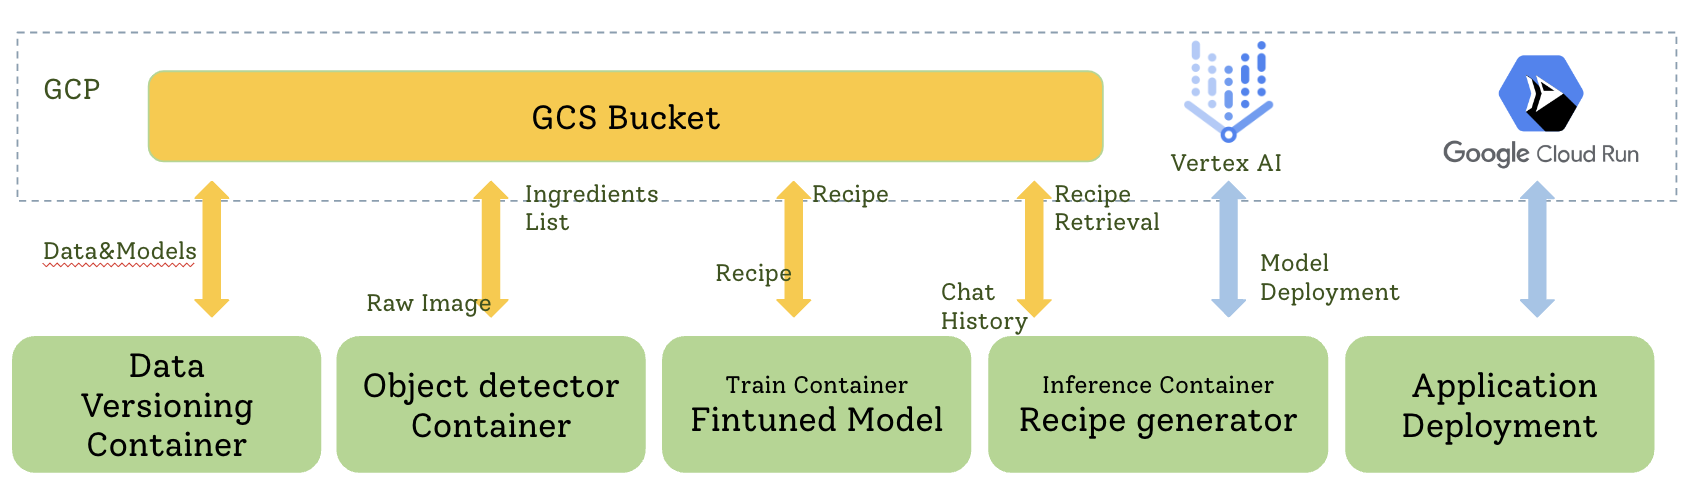 GCP
GCS Bucket
Vertex AI
Google Cloud Run
Data&Models
Ingredients
List
Raw Image
Recipe
Recipe
Recipe
Retrieval
Chat
History
Model
Deployment
Data
Versioning
Container
Object detector
Container
Train Container
Fintuned Model
Inference Container
Recipe generator
Application
Deployment